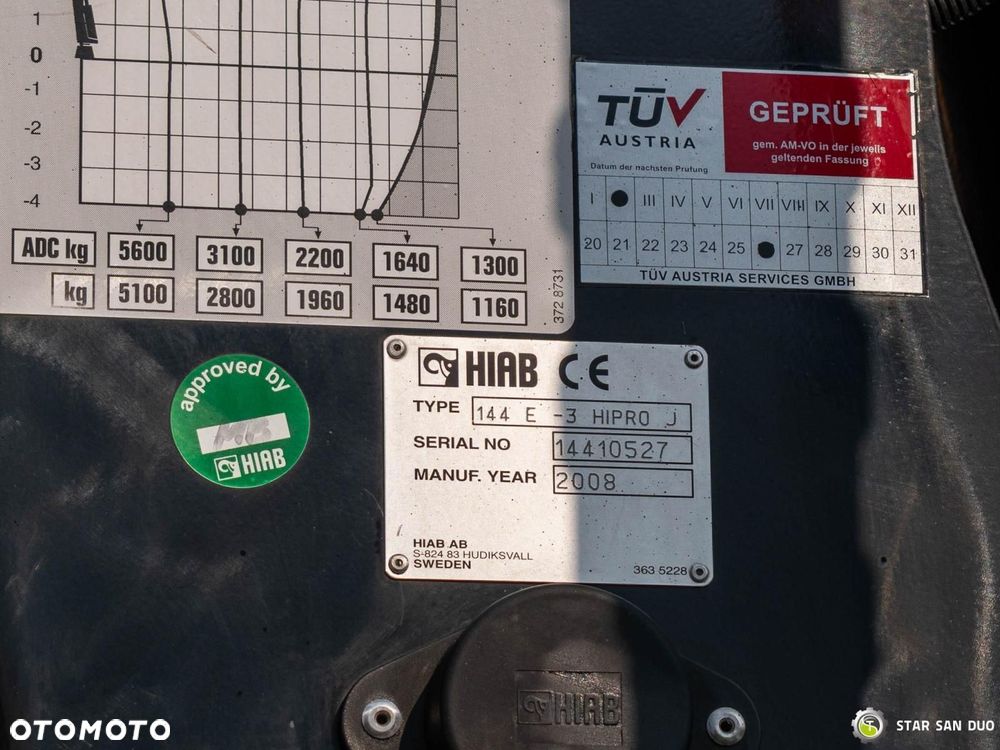 1
0
-1
-2
-3
-4
ADC kg 5600 3100 2200 1640 1300
kg 5100 2800 1960 1480 1160
372 8731
TÜV
AUSTRIA
GEPRÜFT
gem. AM-VO in der jeweils
geltenden Fassung
Datum der nächsten Prüfung
I III IV V VI VII VIII IX X XI XII
20 21 22 23 24 25 27 28 29 30 31
TÜV AUSTRIA SERVICES GMBH
approved by
HIAB
HIAB CE
TYPE 144 E -3 HIPRO J
SERIAL NO 14410527
MANUF. YEAR 2008
HIAB AB
S-824 83 HUDIKSVALL
SWEDEN
363 5228
HIAB
OTOMOTO
STAR SAN DUO